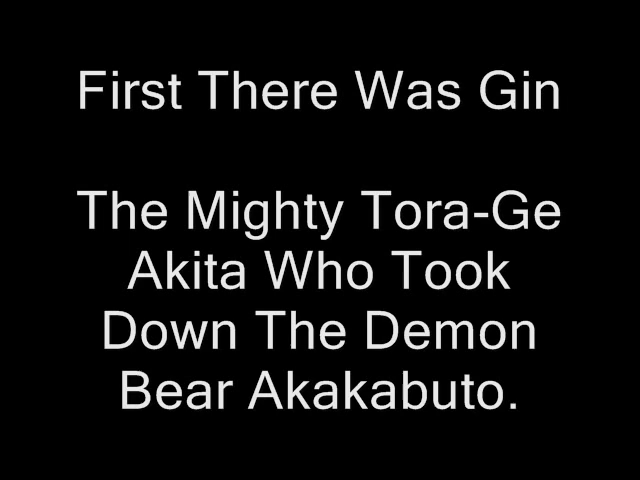 First There Was Gin
The Mighty Tora-Ge
Akita Who Took
Down The Demon
Bear Akakabuto.